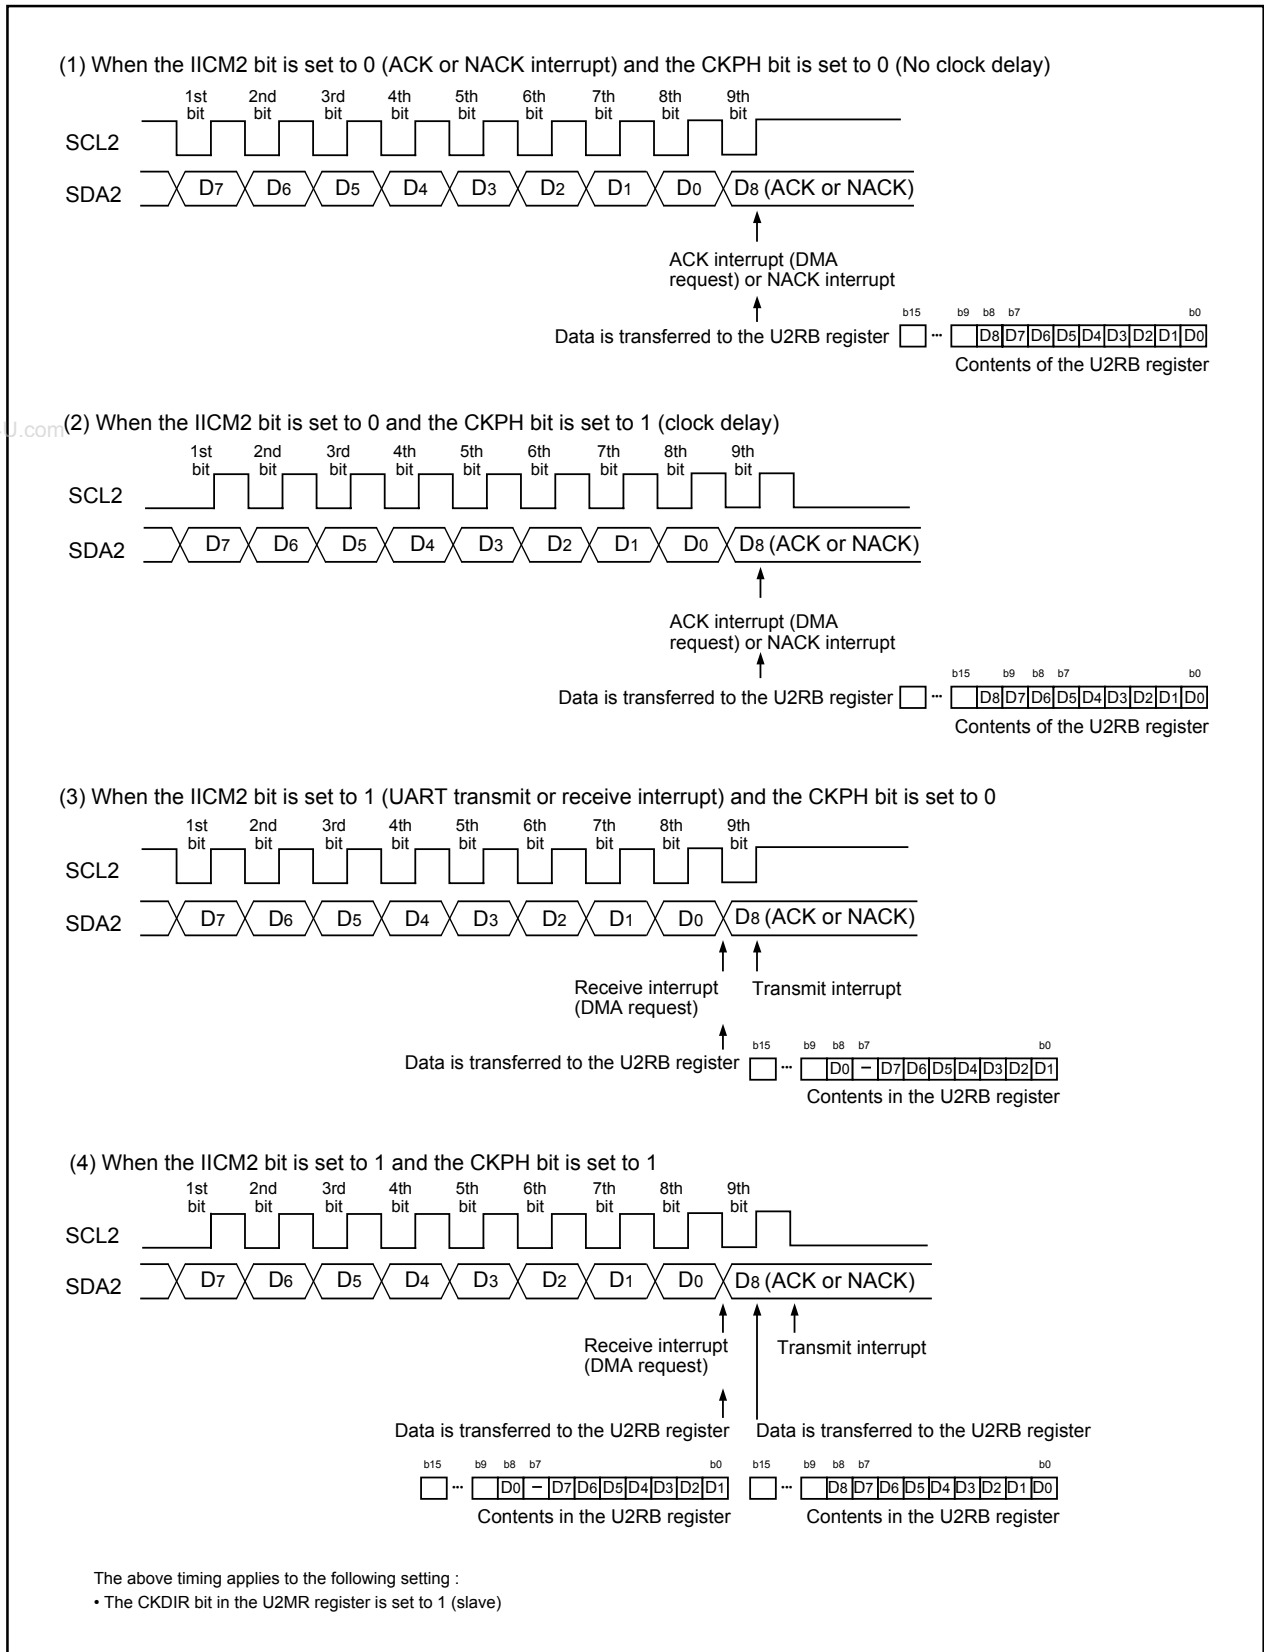 (1) When the IICM2 bit is set to 0 (ACK or NACK interrupt) and the CKPH bit is set to 0 (No clock delay)
1st bit 2nd bit 3rd bit 4th bit 5th bit 6th bit 7th bit 8th bit 9th bit
SCL2
SDA2 D7 D6 D5 D4 D3 D2 D1 D0 D8 (ACK or NACK)
ACK interrupt (DMA
request) or NACK interrupt
b15 b9 b8 b7 b0
Data is transferred to the U2RB register ... D8 D7 D6 D5 D4 D3 D2 D1 D0
Contents of the U2RB register
U.com
(2) When the IICM2 bit is set to 0 and the CKPH bit is set to 1 (clock delay)
1st bit 2nd bit 3rd bit 4th bit 5th bit 6th bit 7th bit 8th bit 9th bit
SCL2
SDA2 D7 D6 D5 D4 D3 D2 D1 D0 D8 (ACK or NACK)
ACK interrupt (DMA
request) or NACK interrupt
b15 b9 b8 b7 b0
Data is transferred to the U2RB register ... D8 D7 D6 D5 D4 D3 D2 D1 D0
Contents of the U2RB register
(3) When the IICM2 bit is set to 1 (UART transmit or receive interrupt) and the CKPH bit is set to 0
1st bit 2nd bit 3rd bit 4th bit 5th bit 6th bit 7th bit 8th bit 9th bit
SCL2
SDA2 D7 D6 D5 D4 D3 D2 D1 D0 D8 (ACK or NACK)
Receive interrupt Transmit interrupt
(DMA request)
b15 b9 b8 b7 b0
Data is transferred to the U2RB register ... D0 – D7 D6 D5 D4 D3 D2 D1
Contents in the U2RB register
(4) When the IICM2 bit is set to 1 and the CKPH bit is set to 1
1st bit 2nd bit 3rd bit 4th bit 5th bit 6th bit 7th bit 8th bit 9th bit
SCL2
SDA2 D7 D6 D5 D4 D3 D2 D1 D0 D8 (ACK or NACK)
Receive interrupt Transmit interrupt
(DMA request)
Data is transferred to the U2RB register Data is transferred to the U2RB register
b15 b9 b8 b7 b0 b15 b9 b8 b7 b0
... D0 – D7 D6 D5 D4 D3 D2 D1 ... D8 D7 D6 D5 D4 D3 D2 D1 D0
Contents in the U2RB register Contents in the U2RB register
The above timing applies to the following setting :
• The CKDIR bit in the U2MR register is set to 1 (slave)